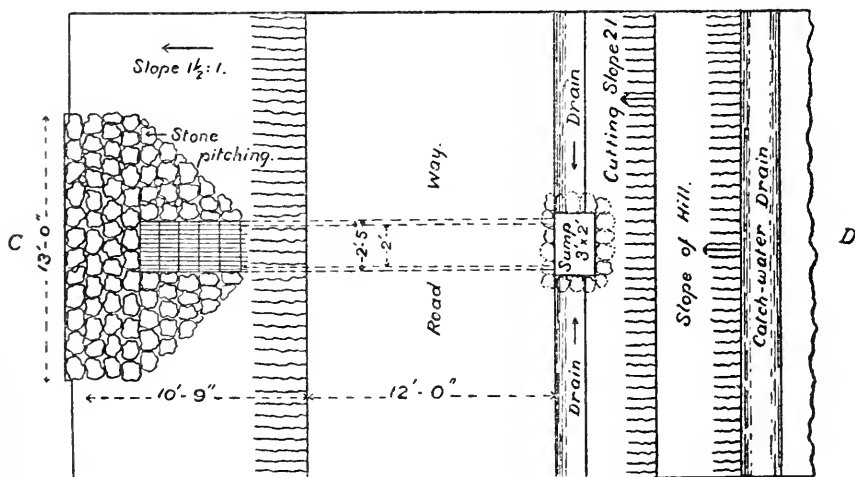 Slope 1½:1.
Stone
pitching.
C
13'-0"
10'-9"
Way.
Road
2'-5
2'-1
12'-0"
Drain
Sump
3'×2'
Drain
Cutting Slope 21
Slope of Hill.
Catch-water Drain
D